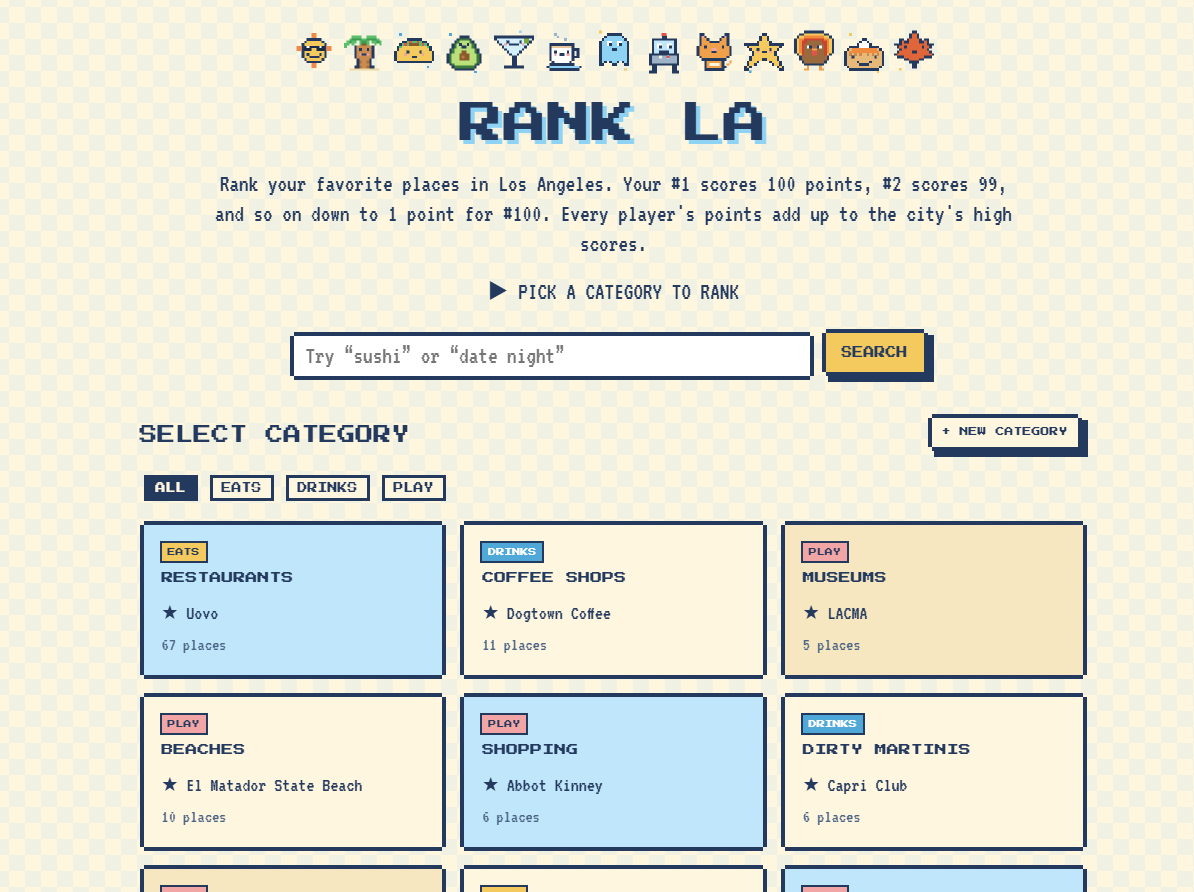 RANK LA
Rank your favorite places in Los Angeles. Your #1 scores 100 points, #2 scores 99,
and so on down to 1 point for #100. Every player's points add up to the city's high
scores.
▶ PICK A CATEGORY TO RANK
Try “sushi” or “date night”
SEARCH
SELECT CATEGORY
+ NEW CATEGORY
ALL
EATS
DRINKS
PLAY
EATS
RESTAURANTS
★ Uovo
67 places
DRINKS
COFFEE SHOPS
★ Dogtown Coffee
11 places
PLAY
MUSEUMS
★ LACMA
5 places
PLAY
BEACHES
★ El Matador State Beach
10 places
PLAY
SHOPPING
★ Abbot Kinney
6 places
DRINKS
DIRTY MARTINIS
★ Capri Club
6 places